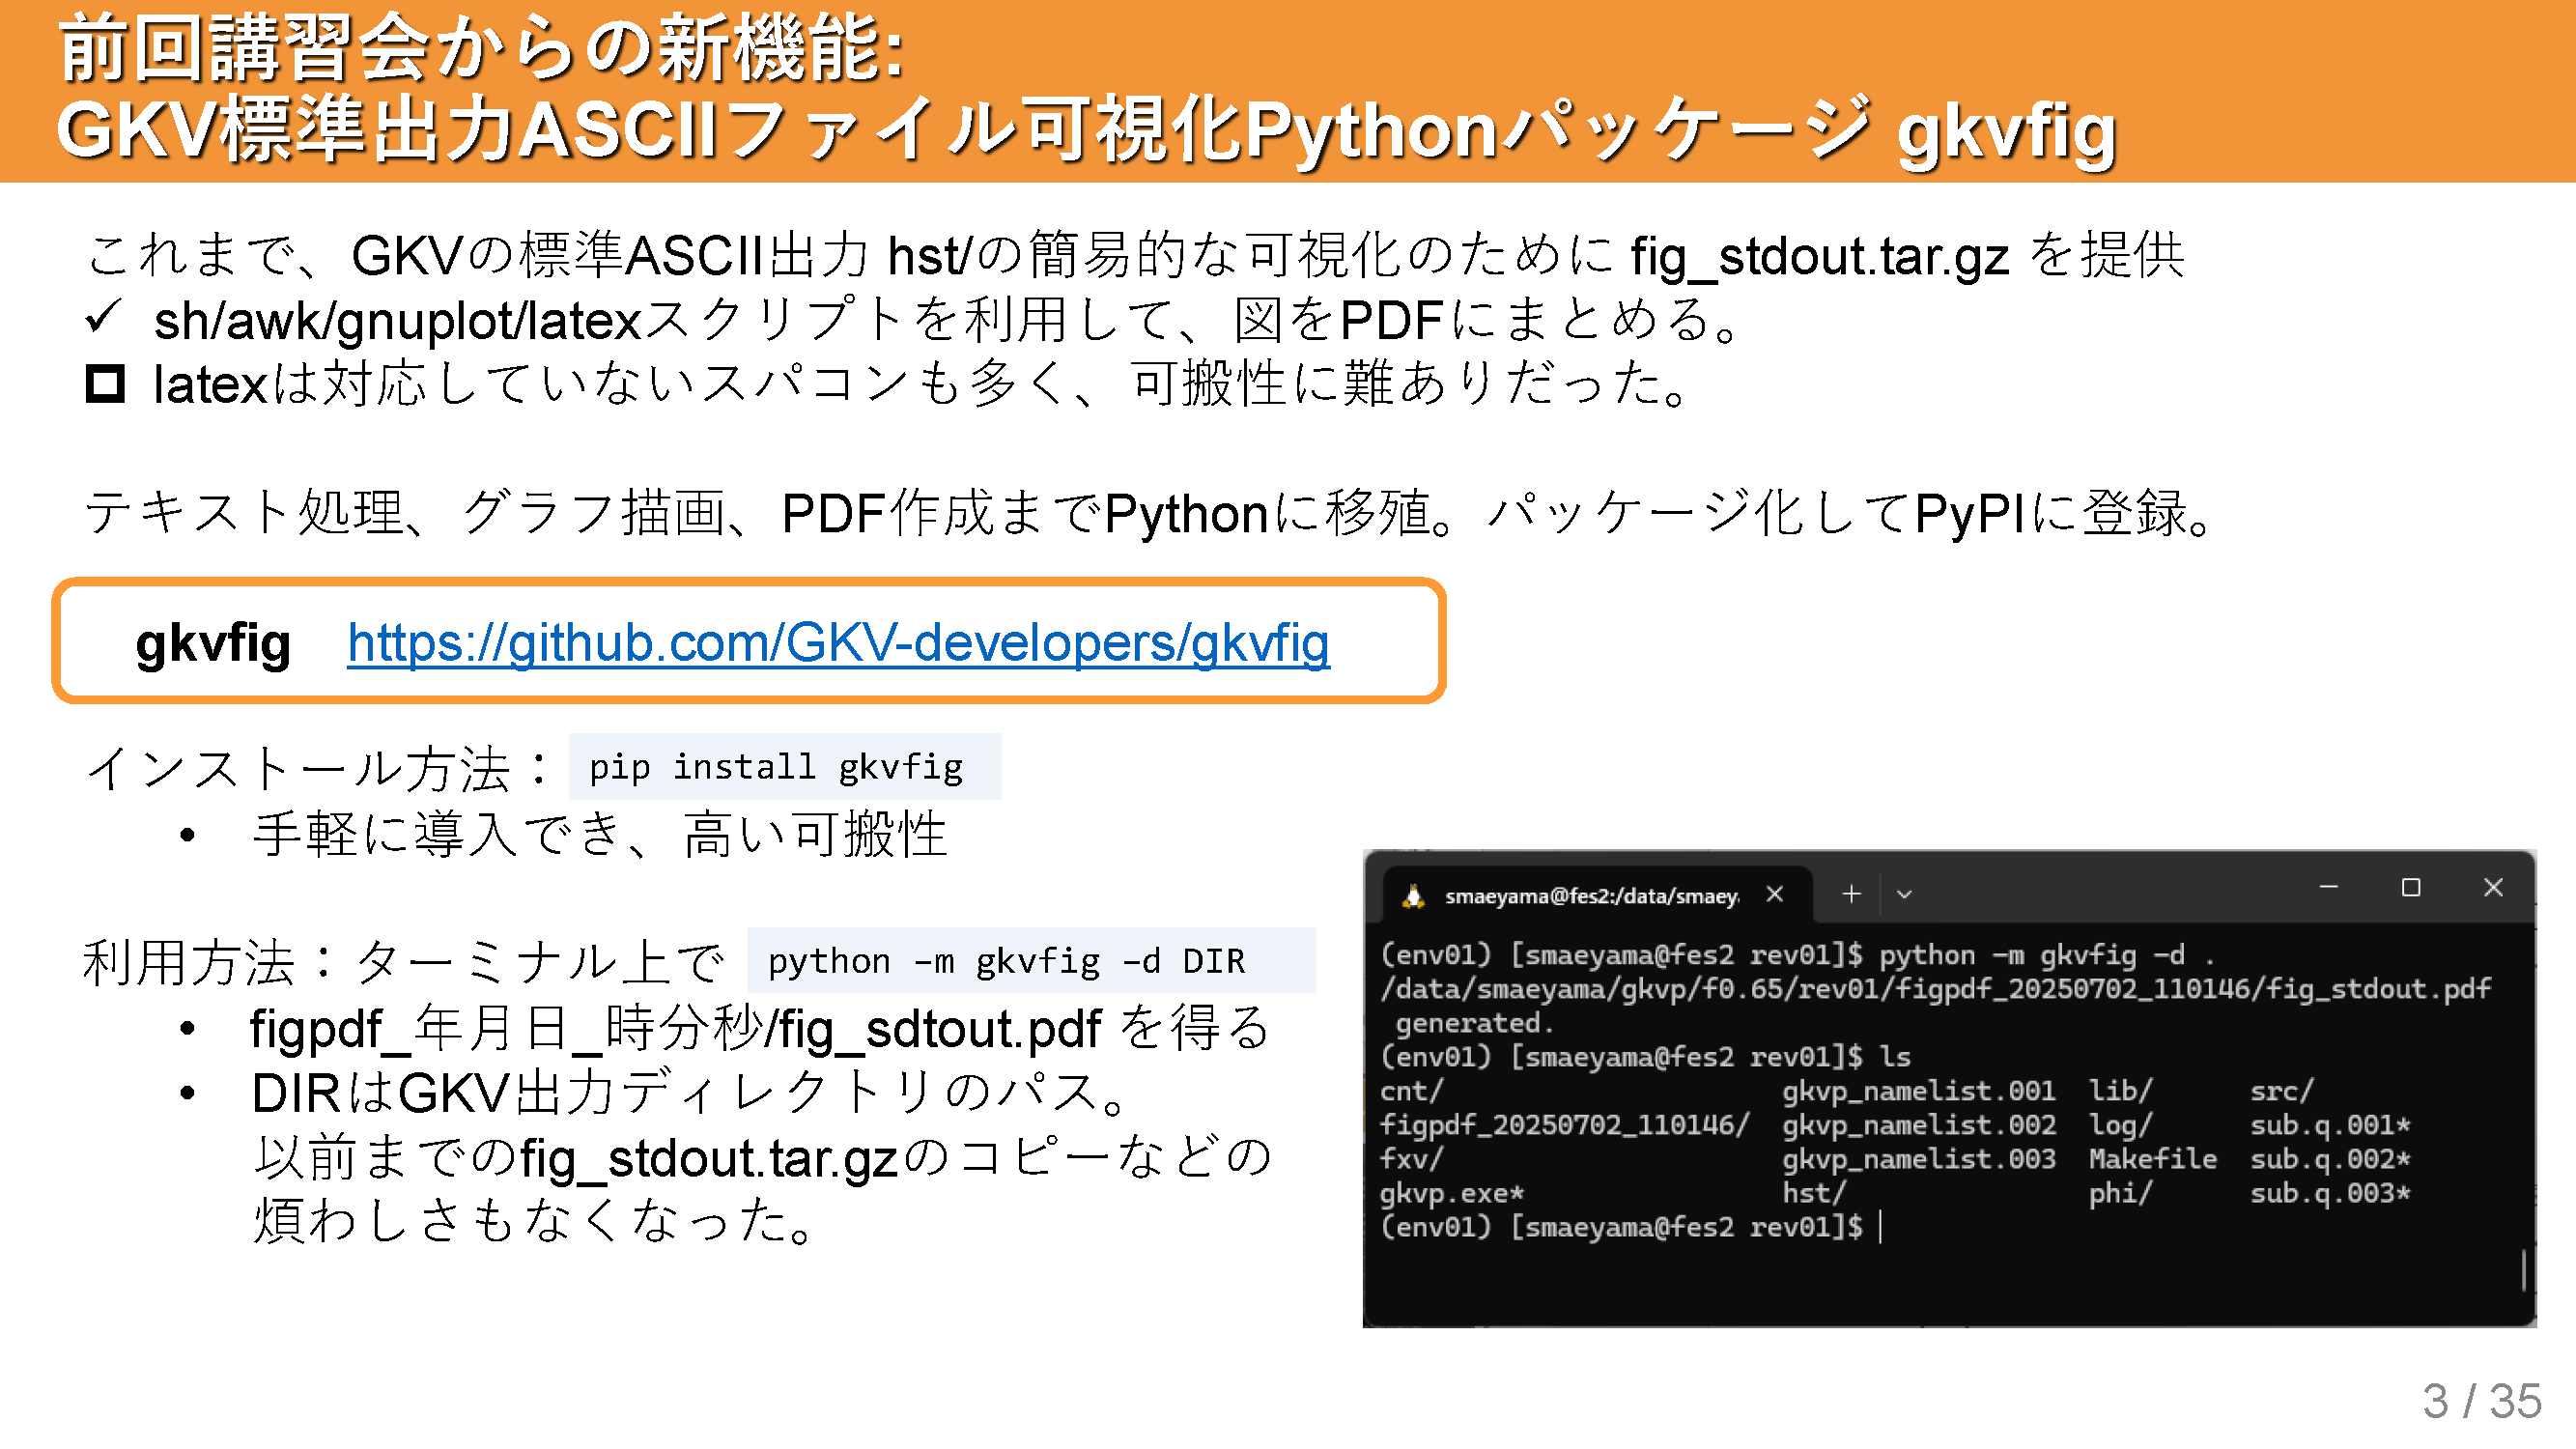 前回講習会からの新機能:
GKV標準出力ASCIIファイル可視化Pythonパッケージ gkvfig
これまで、GKVの標準ASCII出力 hst/の簡易的な可視化のために fig_stdout.tar.gz を提供
✓ sh/awk/gnuplot/latexスクリプトを利用して、図をPDFにまとめる。
□ latexは対応していないスパコンも多く、可搬性に難ありだった。
テキスト処理、グラフ描画、PDF作成までPythonに移殖。パッケージ化してPyPIに登録。
gkvfig https://github.com/GKV-developers/gkvfig
インストール方法： pip install gkvfig
• 手軽に導入でき、高い可搬性
利用方法：ターミナル上で python -m gkvfig -d DIR
• figpdf_年月日_時分秒/fig_sdtout.pdf を得る
• DIRはGKV出力ディレクトリのパス。
以前までのfig_stdout.tar.gzのコピーなどの
煩わしさもなくなった。
smaeyama@fes2:/data/smaey
(env01) [smaeyama@fes2 rev01]$ python -m gkvfig -d .
/data/smaeyama/gkvp/f0.65/rev01/figpdf_20250702_110146/fig_stdout.pdf
generated.
(env01) [smaeyama@fes2 rev01]$ ls
cnt/ gkvp_namelist.001 lib/ src/
figpdf_20250702_110146/ gkvp_namelist.002 log/ sub.q.001*
fxv/ gkvp_namelist.003 Makefile sub.q.002*
gkvp.exe* hst/ phi/ sub.q.003*
(env01) [smaeyama@fes2 rev01]$
3 / 35